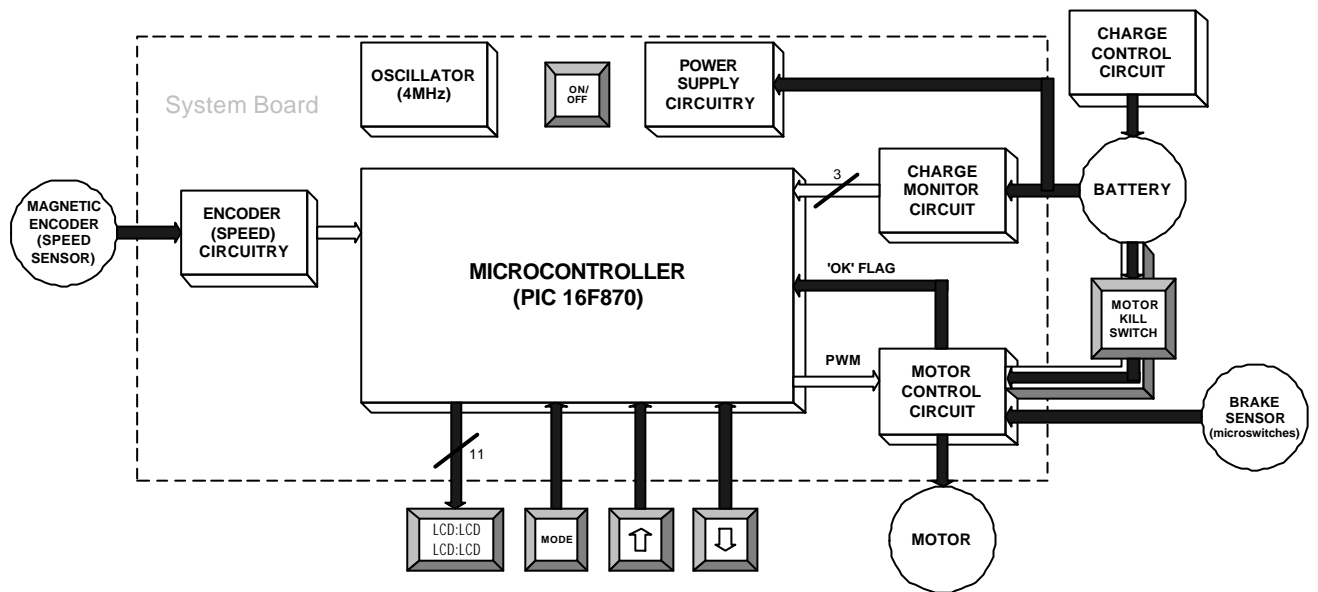 CHARGE
CONTROL
CIRCUIT
System Board
OSCILLATOR
(4MHz)
ON/
OFF
POWER
SUPPLY
CIRCUITRY
MAGNETIC
ENCODER
(SPEED
SENSOR)
ENCODER
(SPEED)
CIRCUITRY
MICROCONTROLLER
(PIC 16F870)
3
CHARGE
MONITOR
CIRCUIT
BATTERY
'OK' FLAG
MOTOR
KILL
SWITCH
PWM
MOTOR
CONTROL
CIRCUIT
BRAKE
SENSOR
(microswitches)
11
LCD:LCD
LCD:LCD
MODE
MOTOR